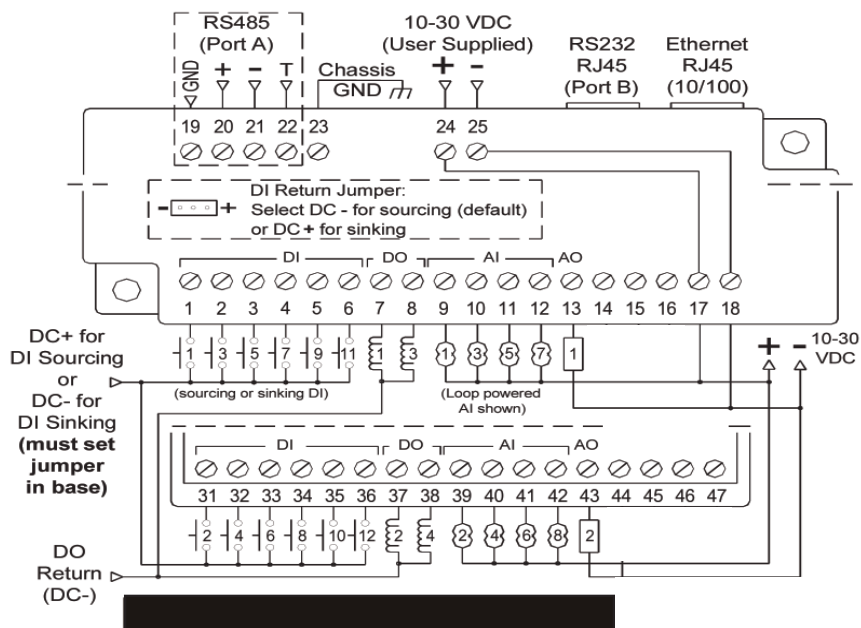 RS485
(Port A)
10-30 VDC
(User Supplied)
RS232
RJ45
(Port B)
Ethernet
RJ45
(10/100)
GND + - T
Chassis
GND
+ -
19 20 21 22 23 24 25
DI Return Jumper:
- +
Select DC - for sourcing (default)
or DC + for sinking
DI DO AI AO
1 2 3 4 5 6 7 8 9 10 11 12 13 14 15 16 17 18
DC+ for
DI Sourcing
or
DC- for
DI Sinking
(must set
jumper
in base)
1 3 5 7 9 11 1 3 1 3 5 7 1
+ - 10-30
VDC
(sourcing or sinking DI)
(Loop powered
AI shown)
DI DO AI AO
31 32 33 34 35 36 37 38 39 40 41 42 43 44 45 46 47
2 4 6 8 10 12 2 4 2 4 6 8 2
DO
Return
(DC-)